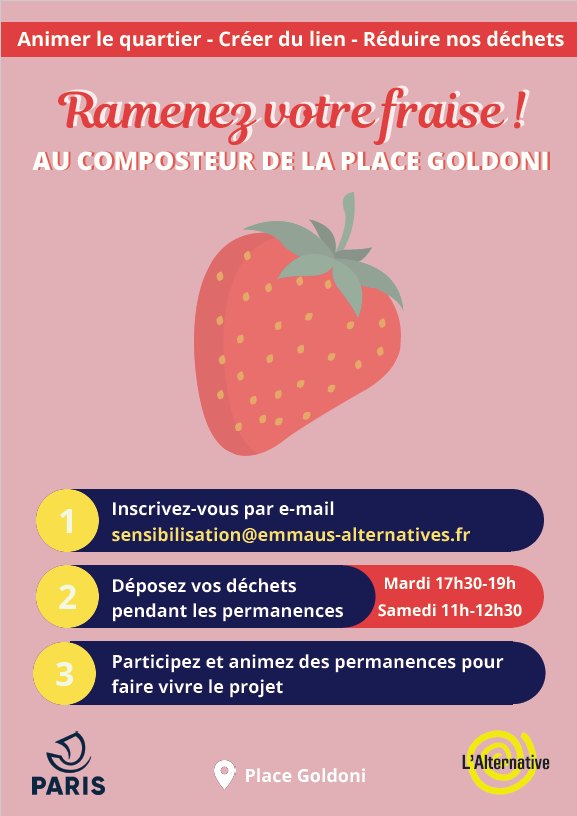 Animer le quartier - Créer du lien - Réduire nos déchets
Ramenez votre fraise !
AU COMPOSTEUR DE LA PLACE GOLDONI
1
Inscrivez-vous par e-mail
sensibilisation@emmaus-alternatives.fr
2
Déposez vos déchets
pendant les permanences
Mardi 17h30-19h
Samedi 11h-12h30
3
Participez et animez des permanences pour
faire vivre le projet
PARIS
Place Goldoni
L'Alternative